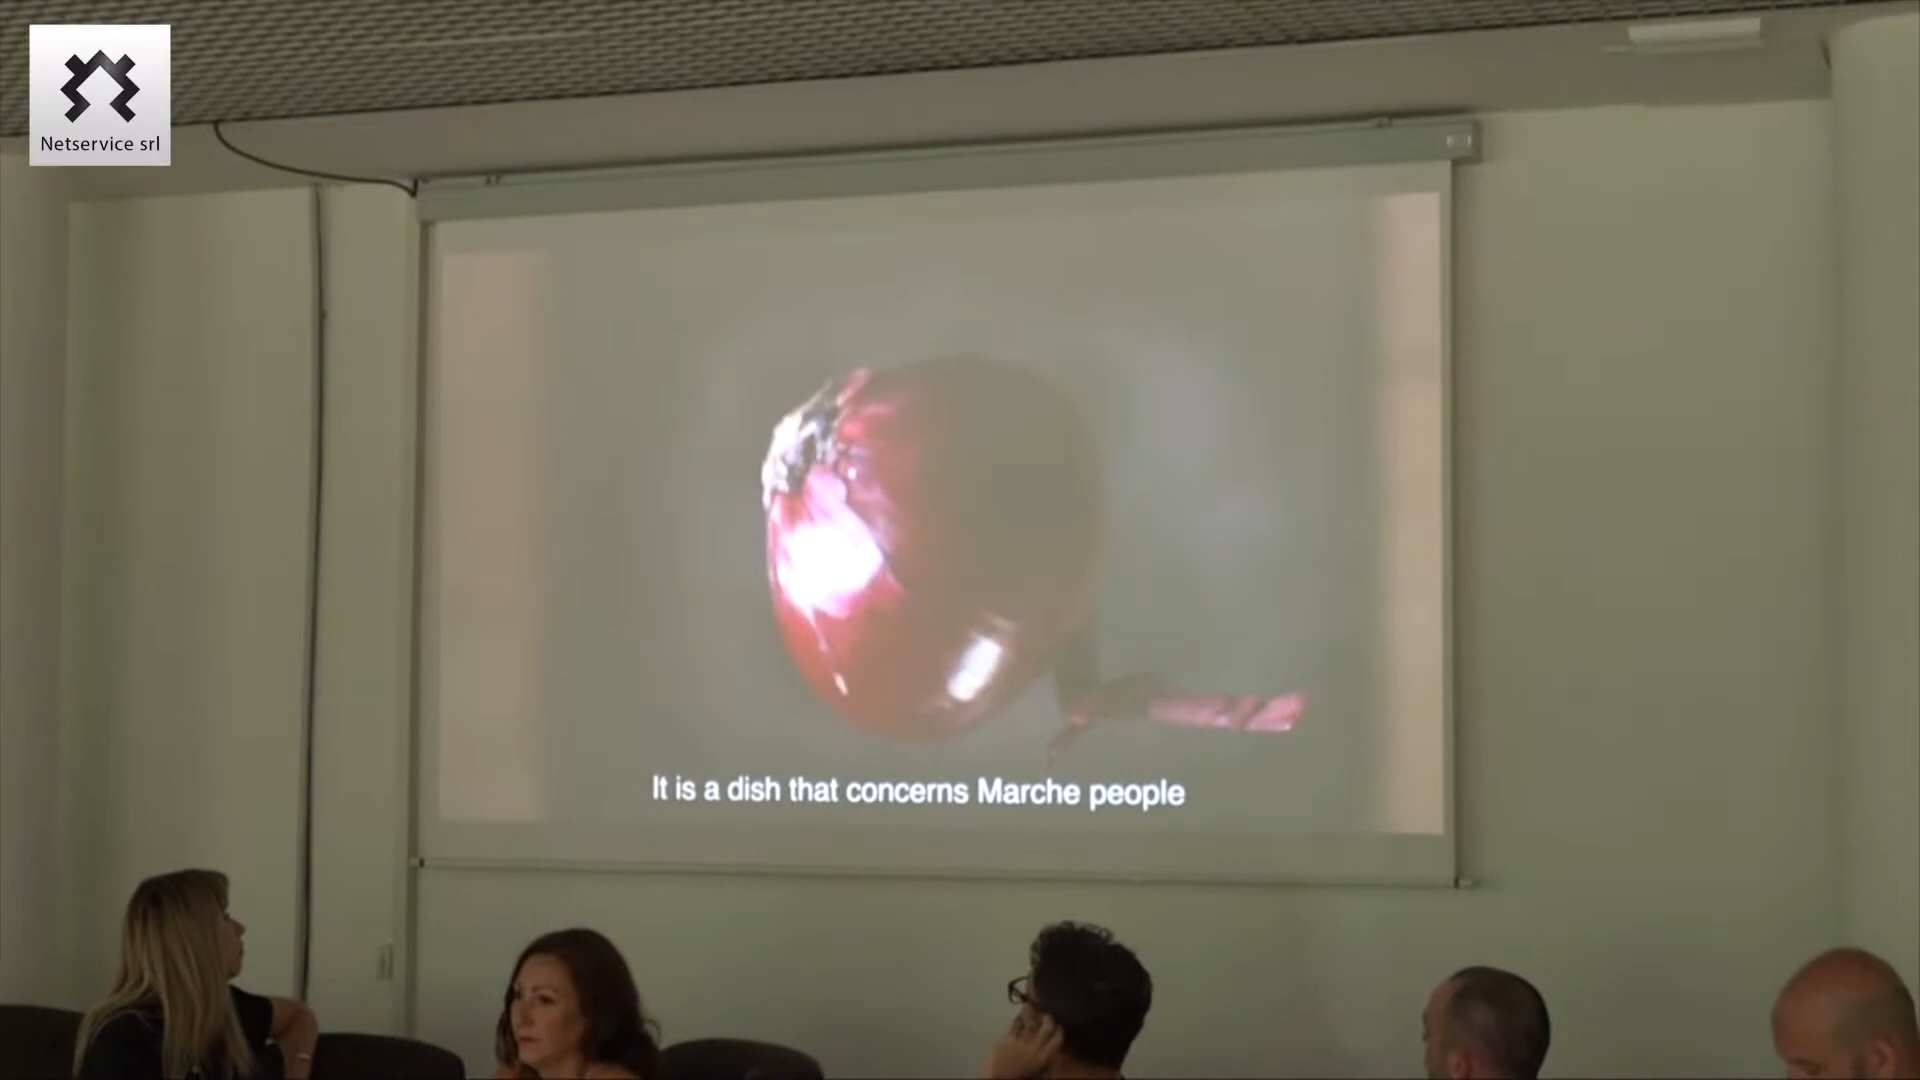 Netservice srl
It is a dish that concerns Marche people